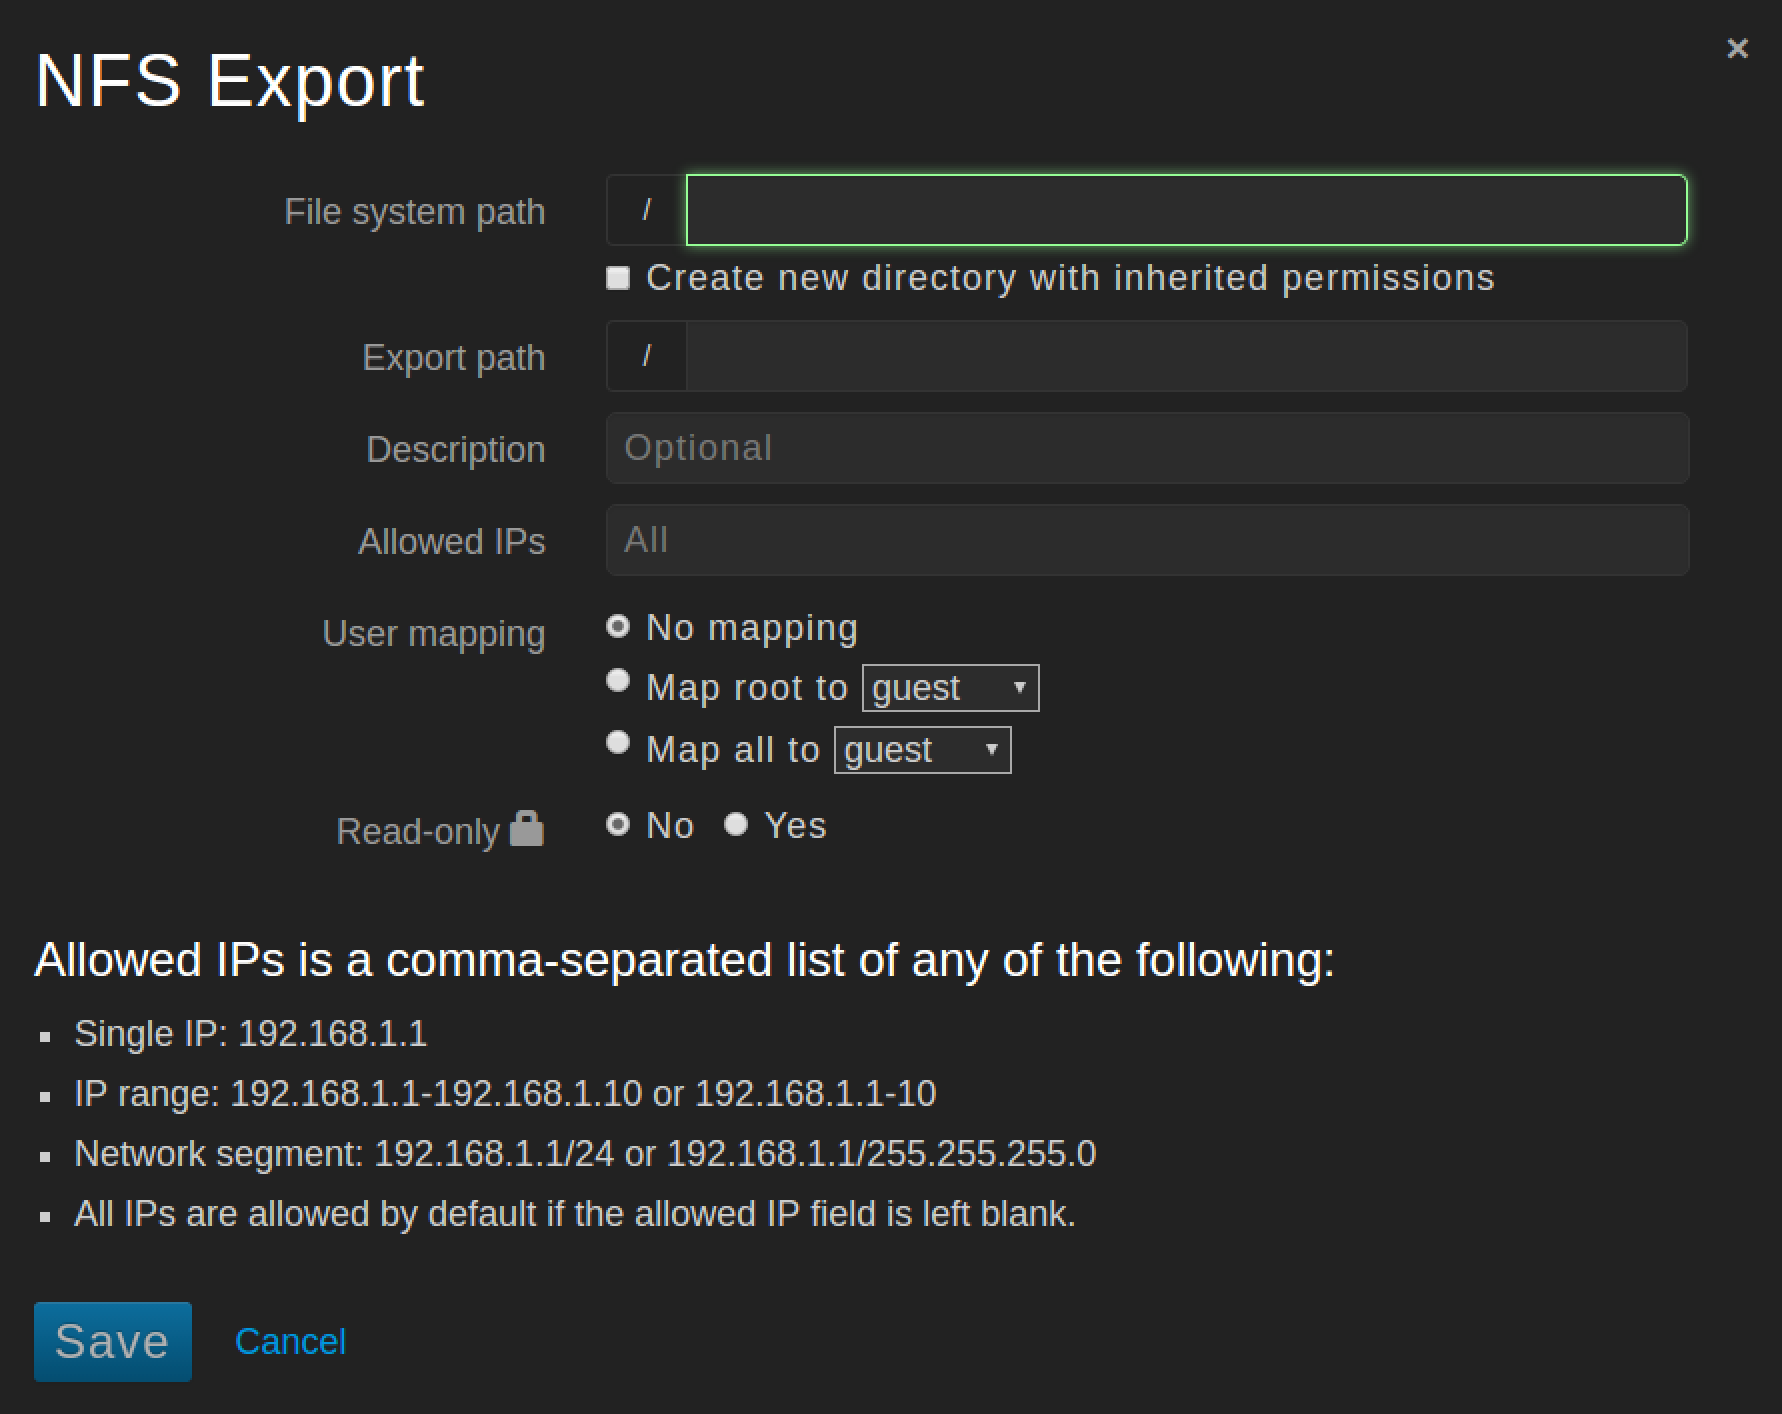 NFS Export
×
File system path
/
Create new directory with inherited permissions
Export path
/
Description
Optional
Allowed IPs
All
User mapping
No mapping
Map root to guest
Map all to guest
Read-only
No Yes
Allowed IPs is a comma-separated list of any of the following:
Single IP: 192.168.1.1
IP range: 192.168.1.1-192.168.1.10 or 192.168.1.1-10
Network segment: 192.168.1.1/24 or 192.168.1.1/255.255.255.0
All IPs are allowed by default if the allowed IP field is left blank.
Save Cancel